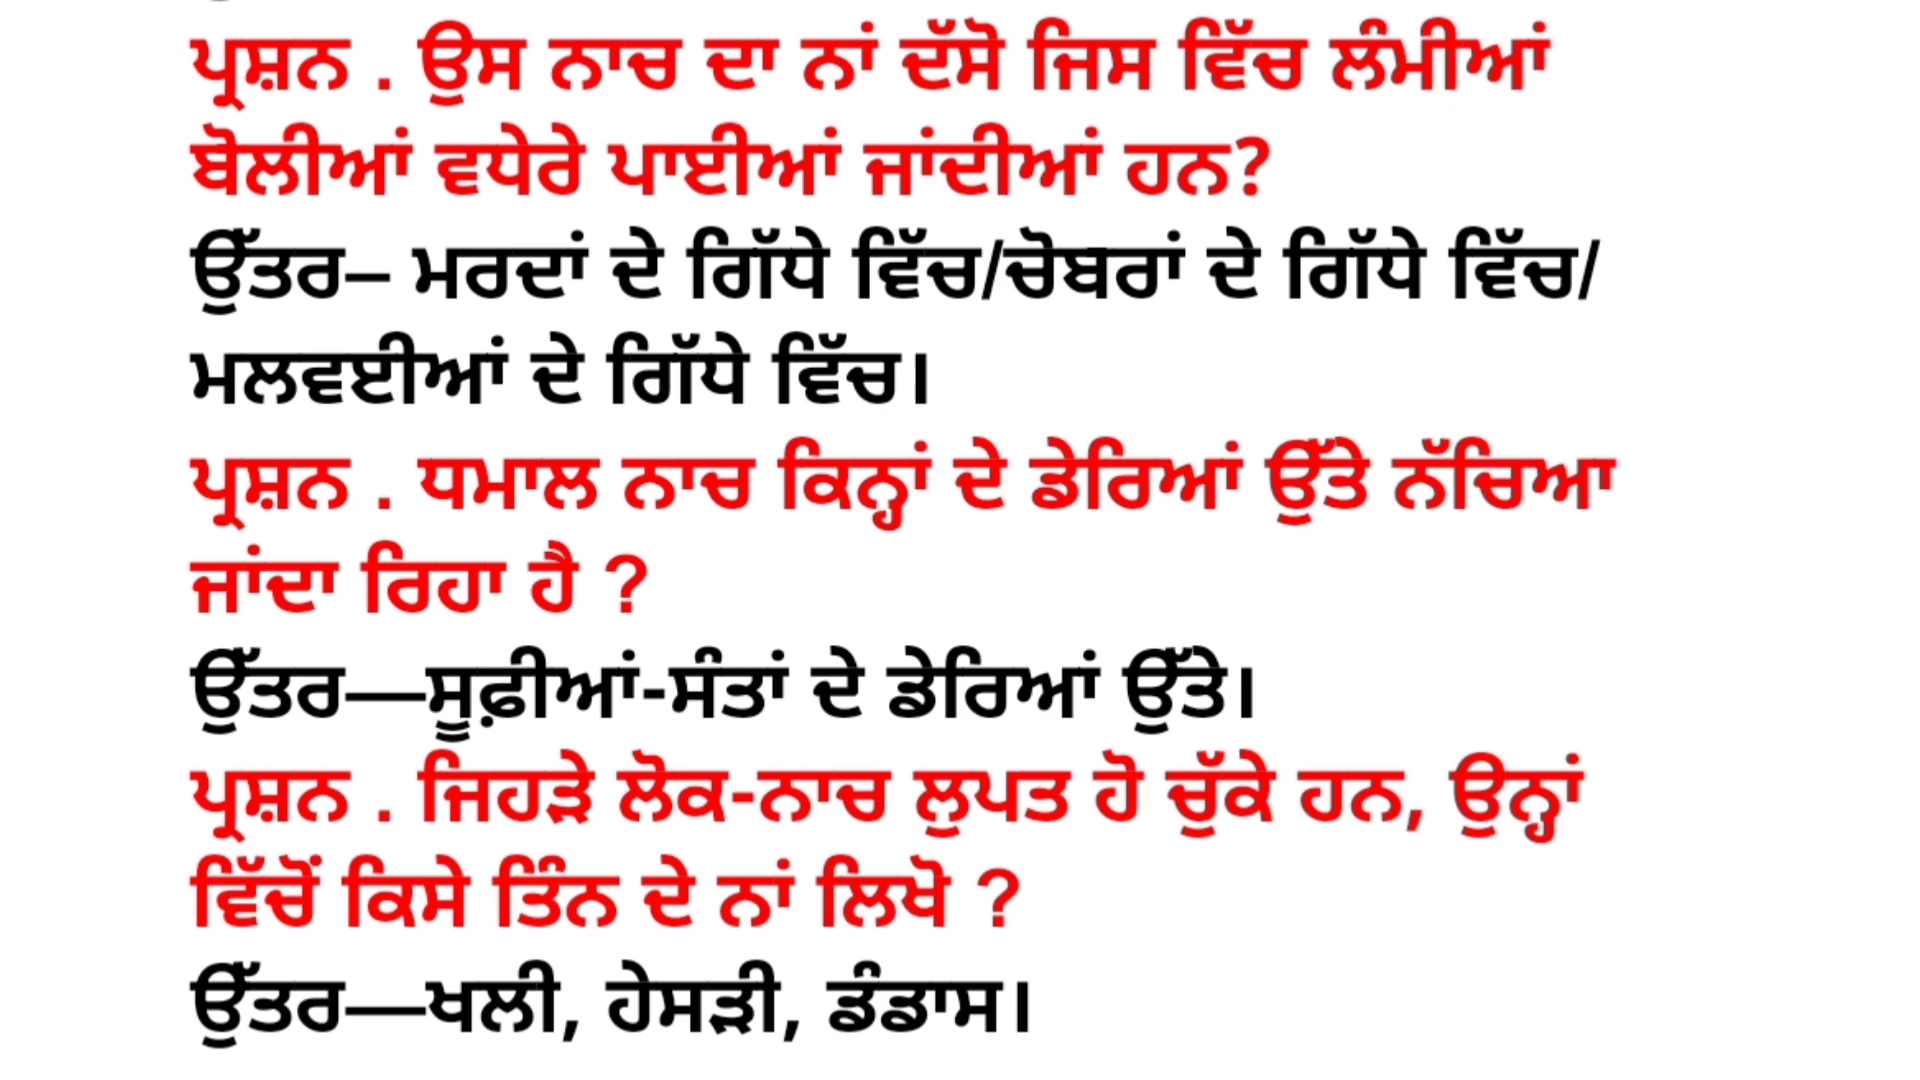 ਪ੍ਰਸ਼ਨ . ਉਸ ਨਾਚ ਦਾ ਨਾਂ ਦੱਸੋ ਜਿਸ ਵਿੱਚ ਲੰਮੀਆਂ
ਬੋਲੀਆਂ ਵਧੇਰੇ ਪਾਈਆਂ ਜਾਂਦੀਆਂ ਹਨ?
ਉੱਤਰ– ਮਰਦਾਂ ਦੇ ਗਿੱਧੇ ਵਿੱਚ/ਚੋਬਰਾਂ ਦੇ ਗਿੱਧੇ ਵਿੱਚ/
ਮਲਵਈਆਂ ਦੇ ਗਿੱਧੇ ਵਿੱਚ।
ਪ੍ਰਸ਼ਨ . ਧਮਾਲ ਨਾਚ ਕਿਨ੍ਹਾਂ ਦੇ ਡੇਰਿਆਂ ਉੱਤੇ ਨੱਚਿਆ
ਜਾਂਦਾ ਰਿਹਾ ਹੈ ?
ਉੱਤਰ—ਸੂਫ਼ੀਆਂ-ਸੰਤਾਂ ਦੇ ਡੇਰਿਆਂ ਉੱਤੇ।
ਪ੍ਰਸ਼ਨ . ਜਿਹੜੇ ਲੋਕ-ਨਾਚ ਲੁਪਤ ਹੋ ਚੁੱਕੇ ਹਨ, ਉਨ੍ਹਾਂ
ਵਿੱਚੋਂ ਕਿਸੇ ਤਿੰਨ ਦੇ ਨਾਂ ਲਿਖੋ ?
ਉੱਤਰ—ਖਲੀ, ਹੇਸੜੀ, ਡੰਡਾਸ।